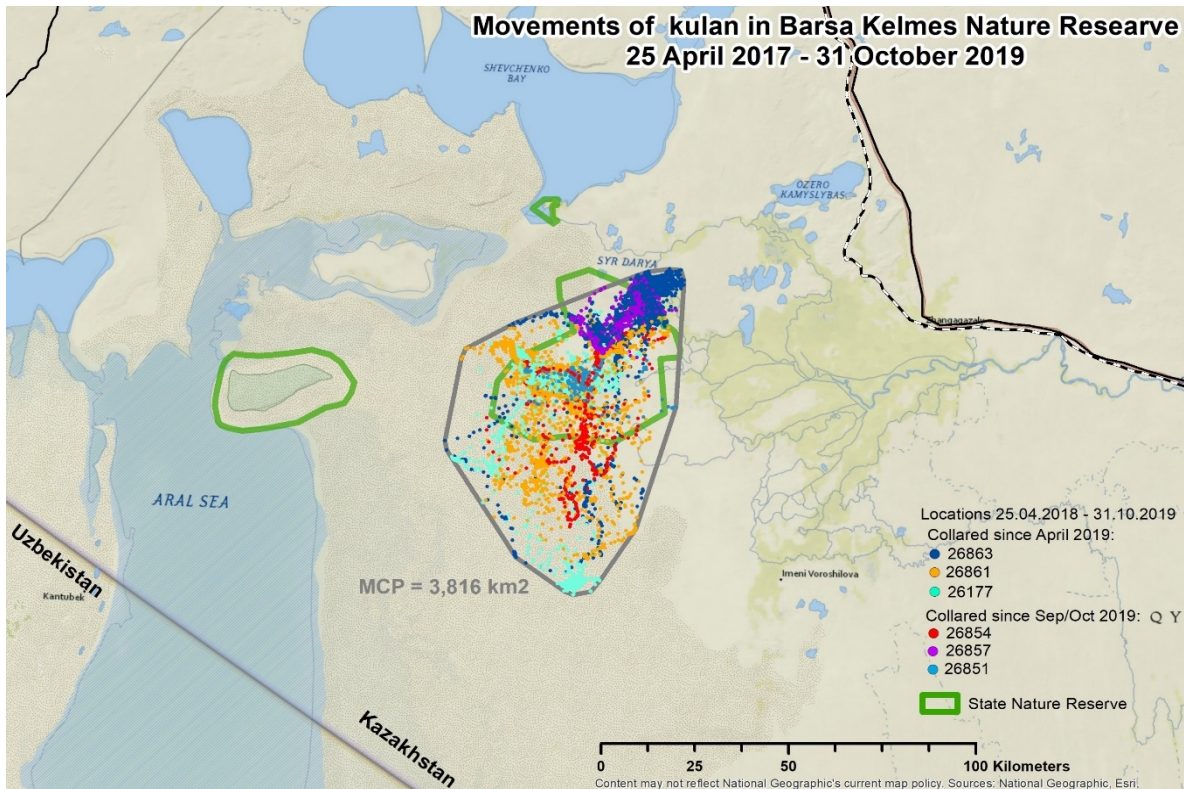 Movements of kulan in Barsa Kelmes Nature Researve
25 April 2017 - 31 October 2019
SHEVCHENKO
BAY
OZERO
KAMYSLYBAS
SYR DARYA
ARAL SEA
Uzbekistan
Kantubek
Kazakhstan
MCP = 3,816 km2
Imeni Voroshilova
Locations 25.04.2018 - 31.10.2019
Collared since April 2019:
26863
26861
26177
Collared since Sep/Oct 2019: Q Y
26854
26857
26851
State Nature Reserve
0 25 50 100 Kilometers
Content may not reflect National Geographic's current map policy. Sources: National Geographic, Esri,